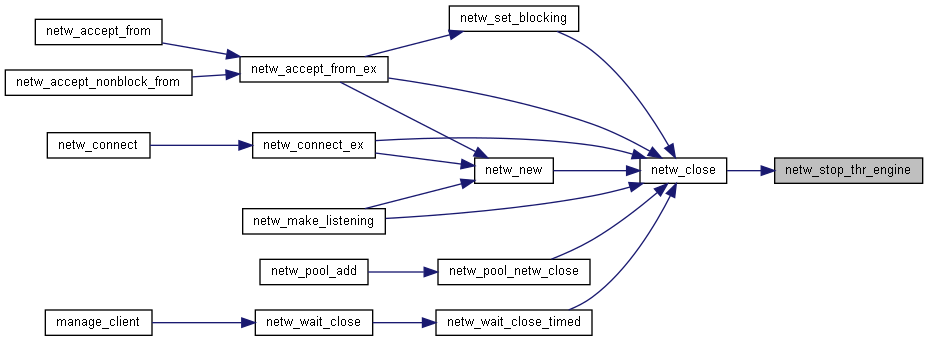 netw_set_blocking
netw_accept_from
netw_accept_from_ex
netw_accept_nonblock_from
netw_connect
netw_connect_ex
netw_new
netw_close
netw_stop_thr_engine
netw_make_listening
netw_pool_add
netw_pool_netw_close
manage_client
netw_wait_close
netw_wait_close_timed